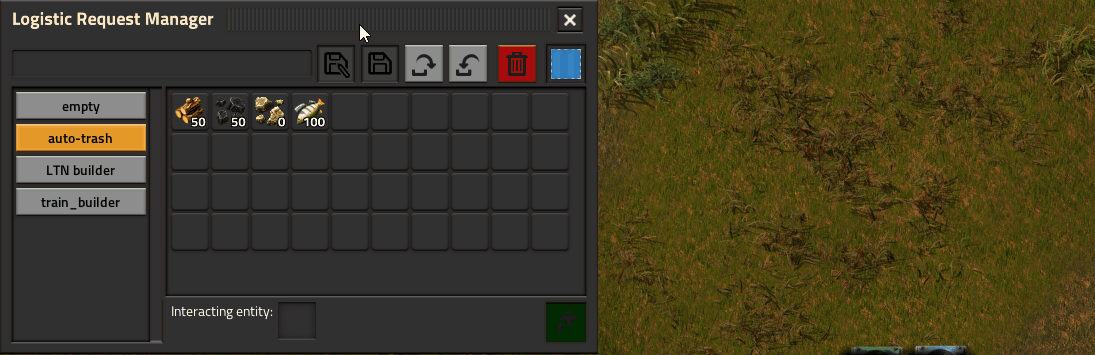 Logistic Request Manager
empty
50 50 0 100
auto-trash
LTN builder
train_builder
Interacting entity: